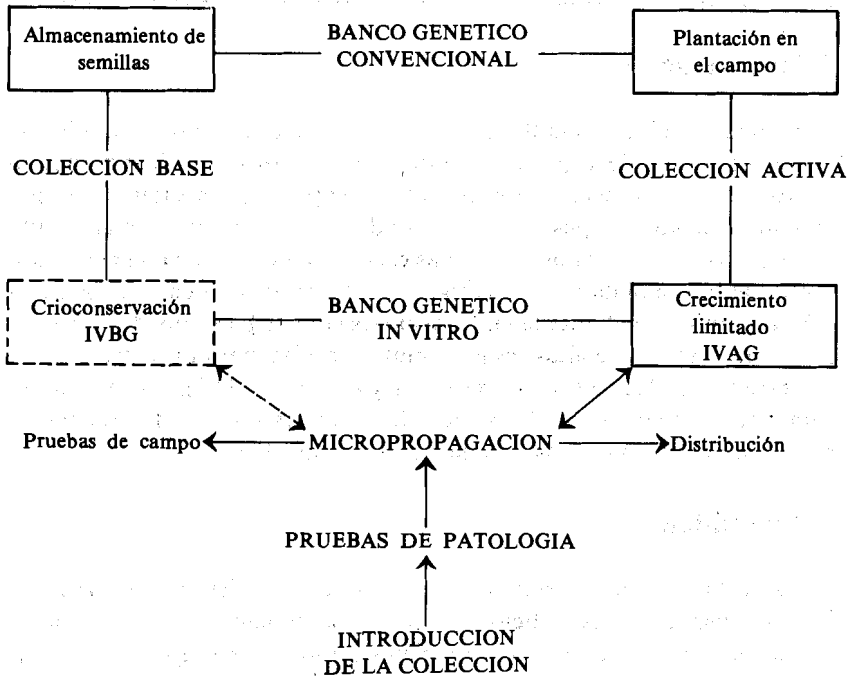 Almacenamiento de
semillas
BANCO GENETICO
CONVENCIONAL
Plantación en
el campo
COLECCION BASE
COLECCION ACTIVA
Crioconservación
IVBG
BANCO GENETICO
IN VITRO
Crecimiento
limitado
IVAG
Pruebas de campo
MICROPROPAGACION
Distribución
PRUEBAS DE PATOLOGIA
INTRODUCCION
DE LA COLECCION